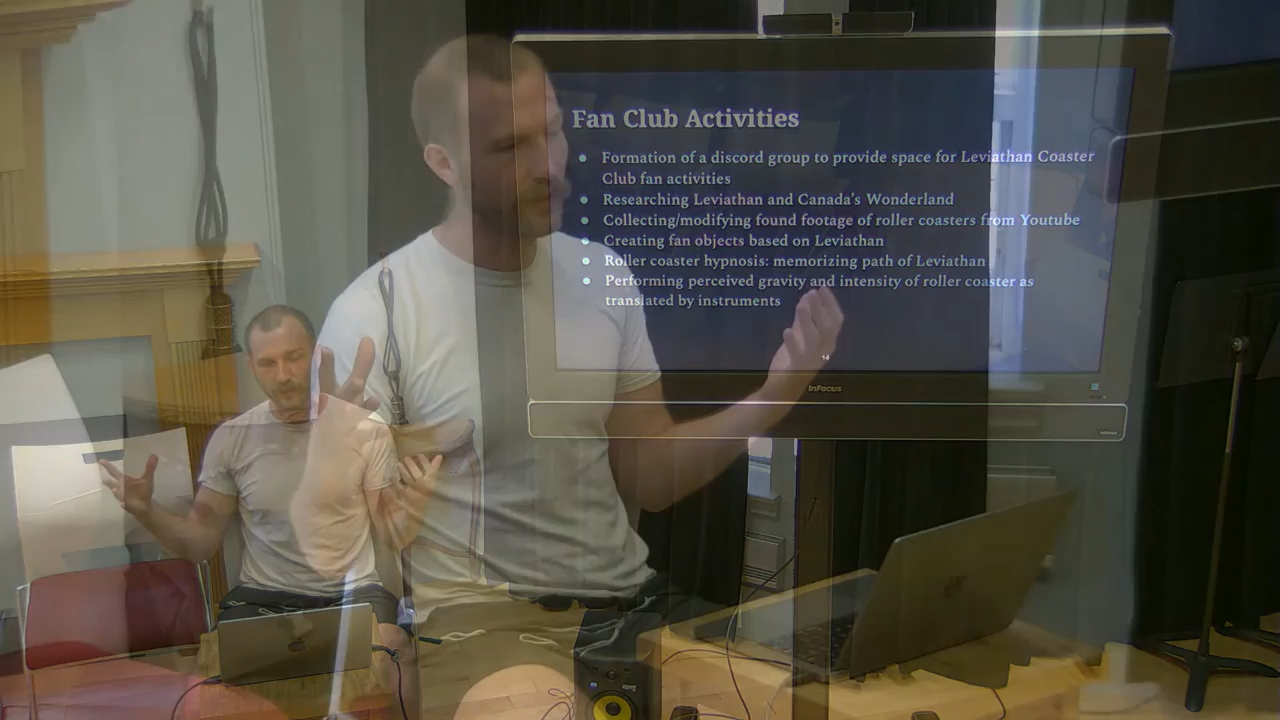 Fan Club Activities
Formation of a discord group to provide space for Leviathan Coaster
Club fan activities
Researching Leviathan and Canada's Wonderland
Collecting/modifying found footage of roller coasters from Youtube
Creating fan objects based on Leviathan
Roller coaster hypnosis: memorizing path of Leviathan
Performing perceived gravity and intensity of roller coaster as
translated by instruments
14
InFocus